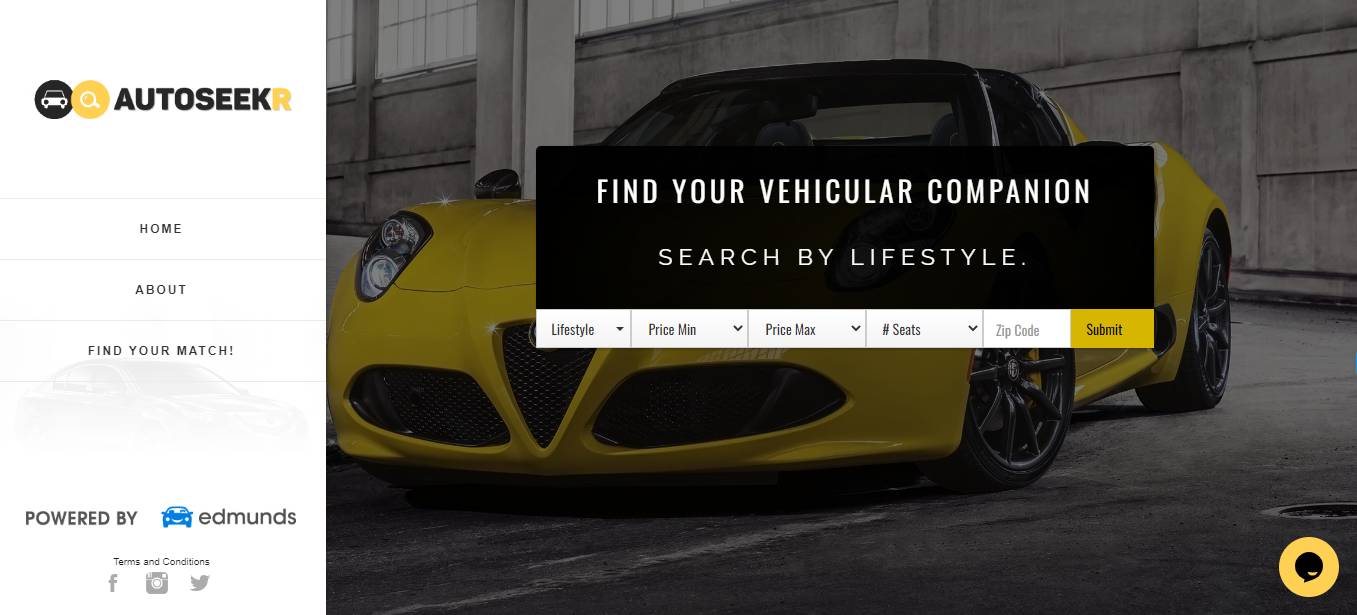 AUTOSEEKR
HOME
ABOUT
FIND YOUR MATCH!
POWERED BY edmunds
Terms and Conditions
FIND YOUR VEHICULAR COMPANION
SEARCH BY LIFESTYLE.
Lifestyle Price Min Price Max # Seats Zip Code Submit